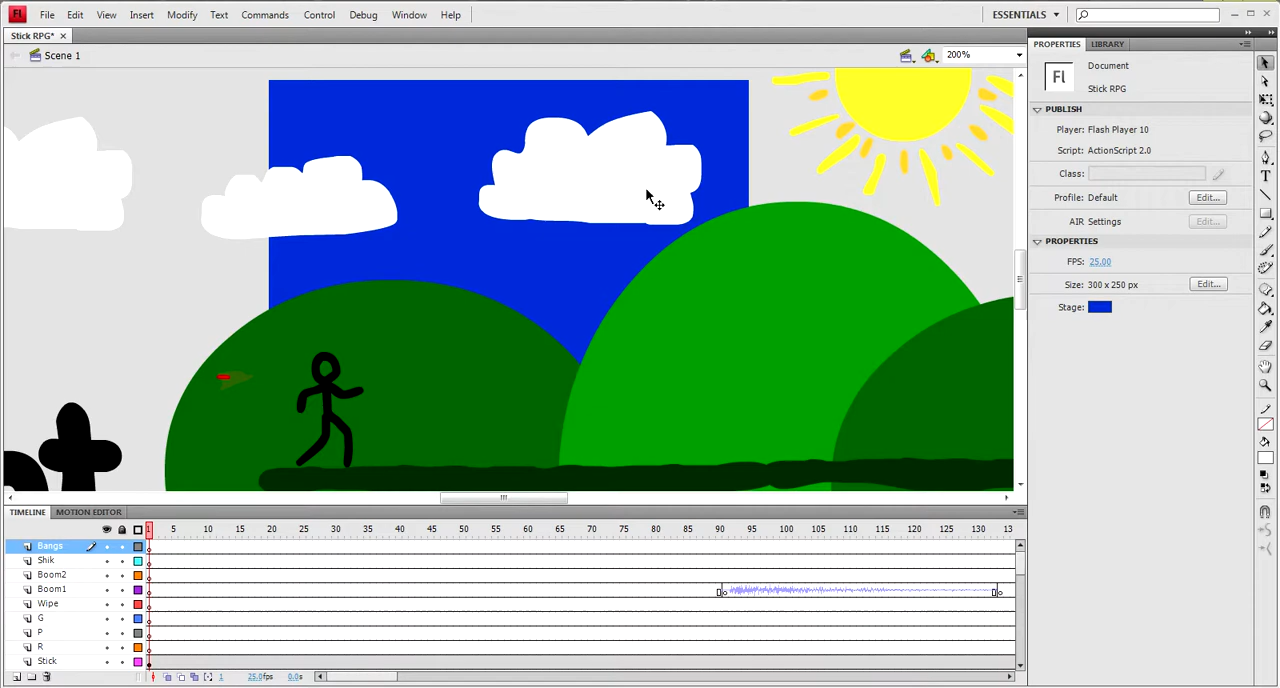 Fl File Edit View Insert Modify Text Commands Control Debug Window Help ESSENTIALS
Stick RPG*
Scene 1 200%
PROPERTIES LIBRARY
Fl Document
Stick RPG
PUBLISH
Player: Flash Player 10
Script: ActionScript 2.0
Class:
Profile: Default Edit...
AIR Settings Edit...
PROPERTIES
FPS: 25.00
Size: 300 x 250 px Edit...
Stage:
TIMELINE MOTION EDITOR
1 5 10 15 20 25 30 35 40 45 50 55 60 65 70 75 80 85 90 95 100 105 110 115 120 125 130 13
Bangs
Shik
Boom2
Boom1
Wipe
G
P
R
Stick
1 25.0fps 0.0s